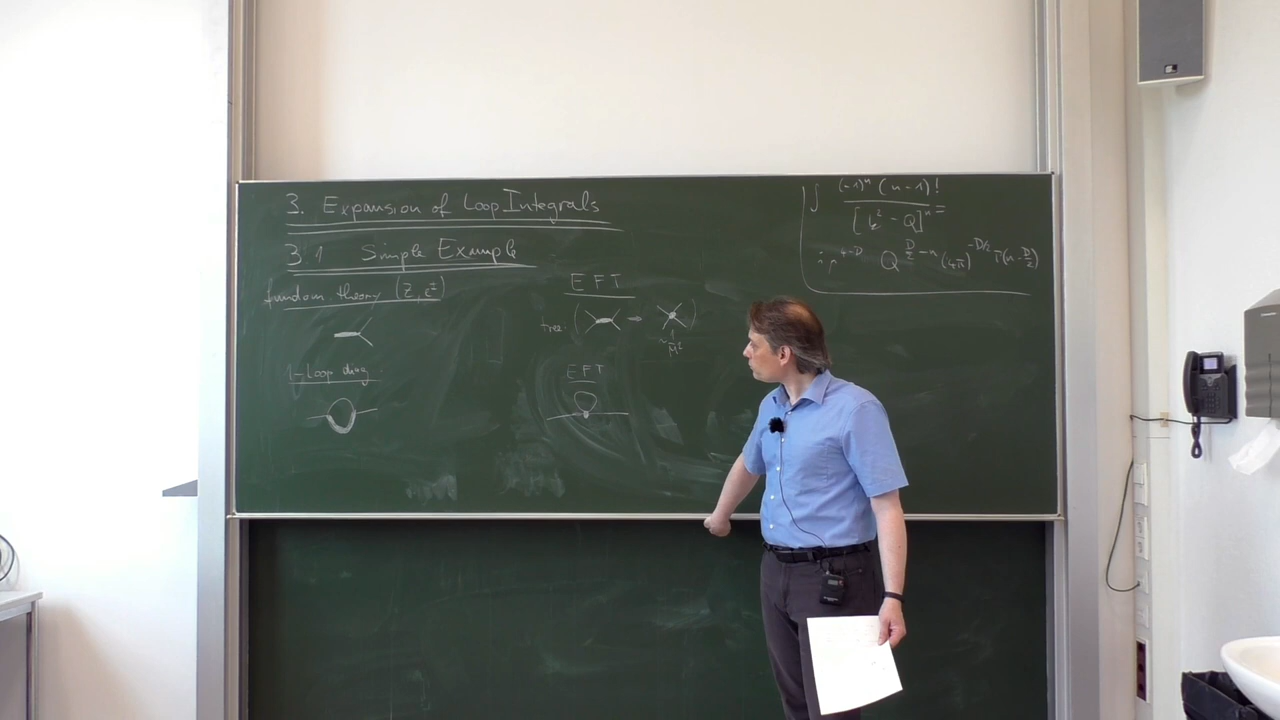 3. Expansion of Loop Integrals
3.1 Simple Example
fundam theory (Z, e^±)
1-Loop diag.
EFT
tree:
M²
EFT
∫ (-1)^n (n-1)! / [k² - Q]^n =
i μ^{4-D} Q^{D/2 - n} (4π)^{-D/2} Γ(n - D/2)